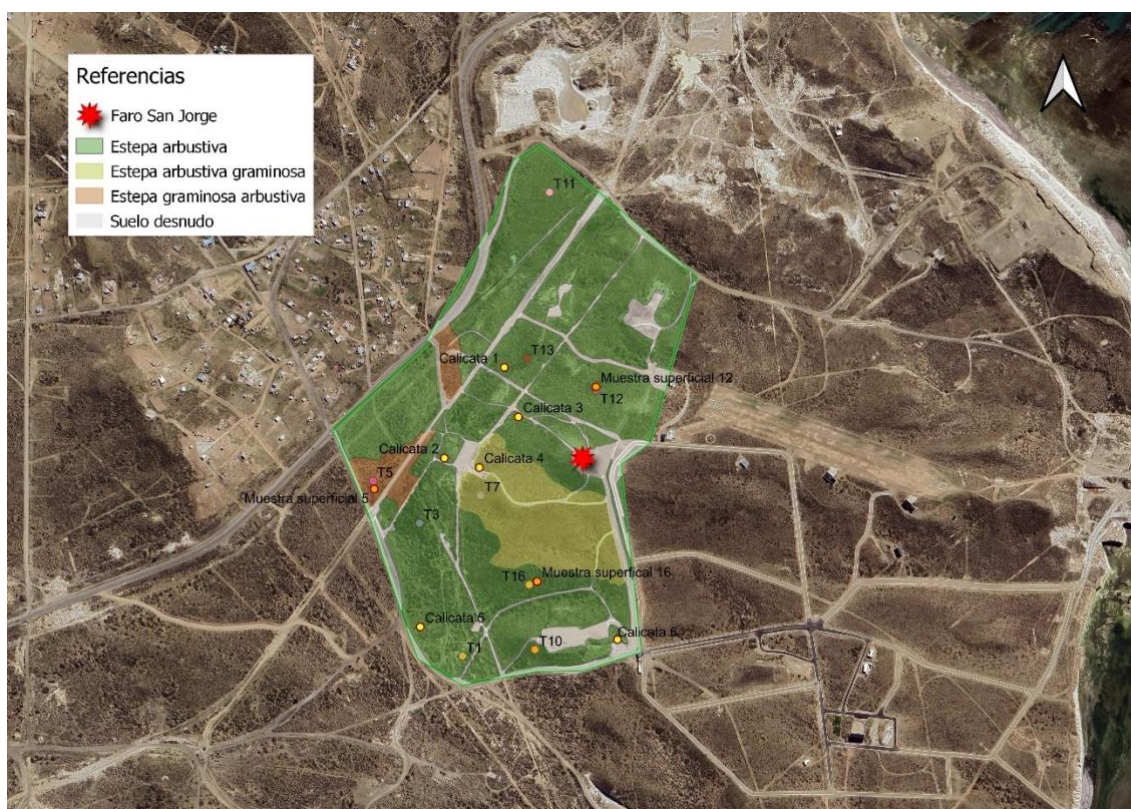 Referencias
Faro San Jorge
Estepa arbustiva
Estepa arbustiva graminosa
Estepa graminosa arbustiva
Suelo desnudo
T11
Calicata 1
T13
Muestra superficial 12
T12
Calicata 3
Calicata 2
Calicata 4
T5
Muestra superficial 5
T7
T3
T16
Muestra superfical 16
Calicata 5
T1
T10
Calicata 6